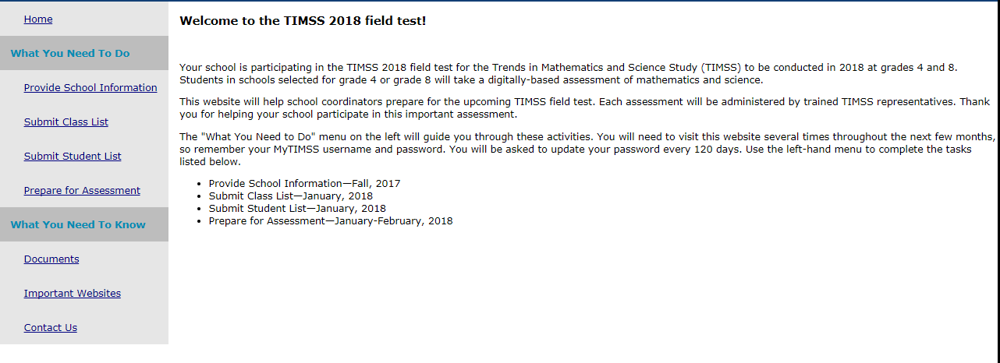 Home
What You Need To Do
Provide School Information
Submit Class List
Submit Student List
Prepare for Assessment
What You Need To Know
Documents
Important Websites
Contact Us
Welcome to the TIMSS 2018 field test!
Your school is participating in the TIMSS 2018 field test for the Trends in Mathematics and Science Study (TIMSS) to be conducted in 2018 at grades 4 and 8.
Students in schools selected for grade 4 or grade 8 will take a digitally-based assessment of mathematics and science.
This website will help school coordinators prepare for the upcoming TIMSS field test. Each assessment will be administered by trained TIMSS representatives. Thank
you for helping your school participate in this important assessment.
The "What You Need to Do" menu on the left will guide you through these activities. You will need to visit this website several times throughout the next few months,
so remember your MyTIMSS username and password. You will be asked to update your password every 120 days. Use the left-hand menu to complete the tasks
listed below.
• Provide School Information—Fall, 2017
• Submit Class List—January, 2018
• Submit Student List—January, 2018
• Prepare for Assessment—January-February, 2018